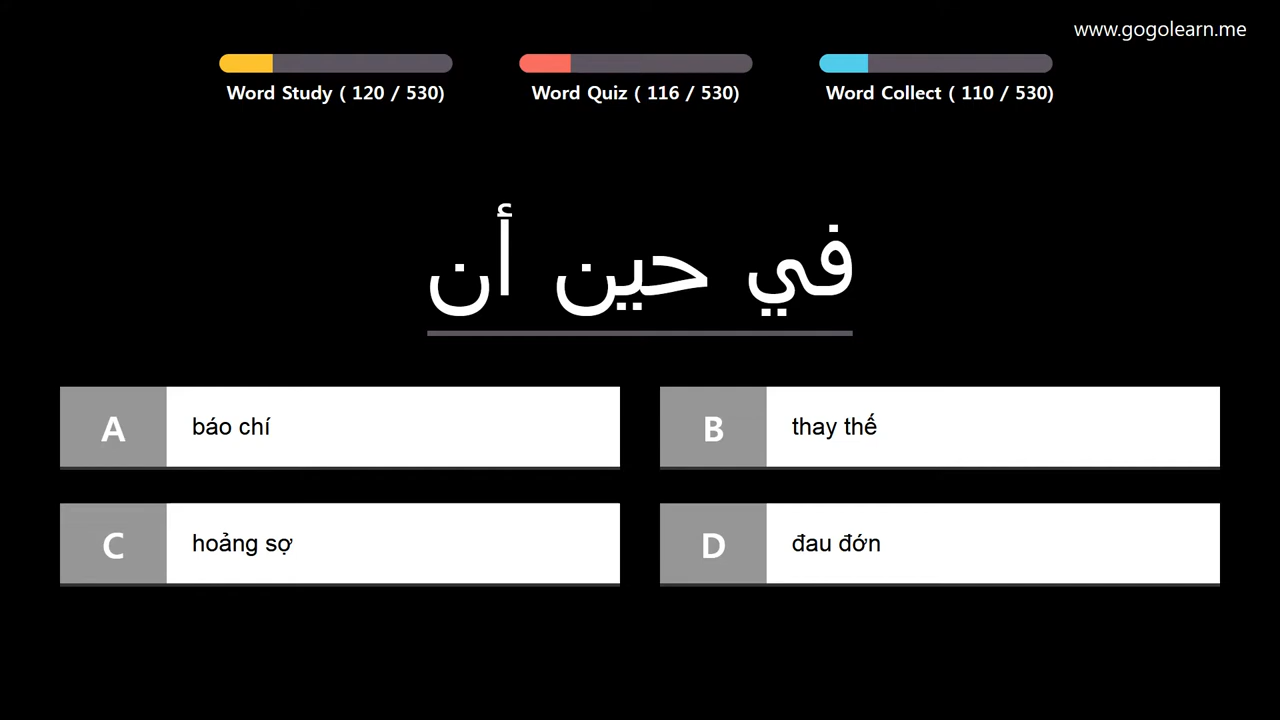 www.gogolearn.me
Word Study ( 120 / 530)
Word Quiz ( 116 / 530)
Word Collect ( 110 / 530)
في حين أن
A
báo chí
B
thay thế
C
hoảng sợ
D
đau đớn